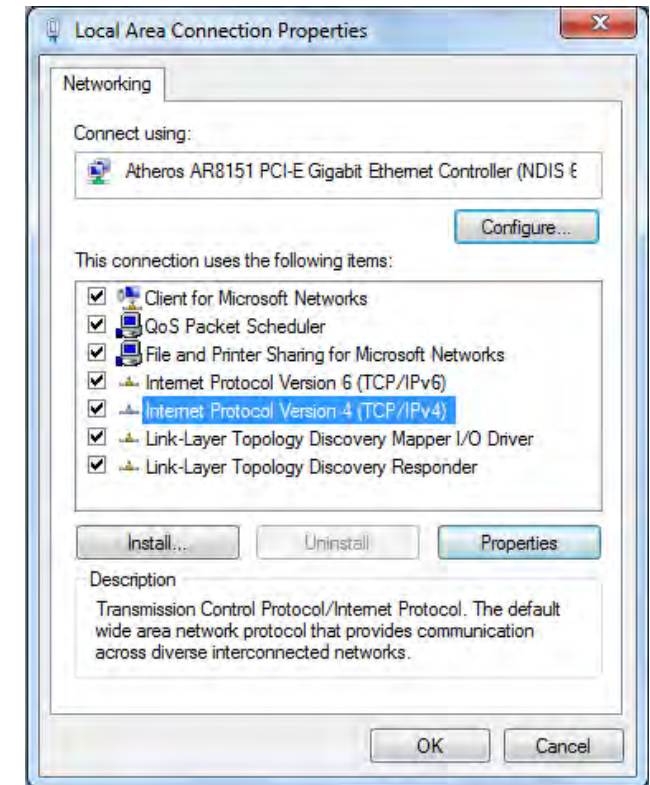 Local Area Connection Properties
Networking
Connect using:
Atheros AR8151 PCI-E Gigabit Ethernet Controller (NDIS 6
Configure...
This connection uses the following items:
Client for Microsoft Networks
QoS Packet Scheduler
File and Printer Sharing for Microsoft Networks
Internet Protocol Version 6 (TCP/IPv6)
Internet Protocol Version 4 (TCP/IPv4)
Link-Layer Topology Discovery Mapper I/O Driver
Link-Layer Topology Discovery Responder
Install... Uninstall Properties
Description
Transmission Control Protocol/Internet Protocol. The default
wide area network protocol that provides communication
across diverse interconnected networks.
OK Cancel